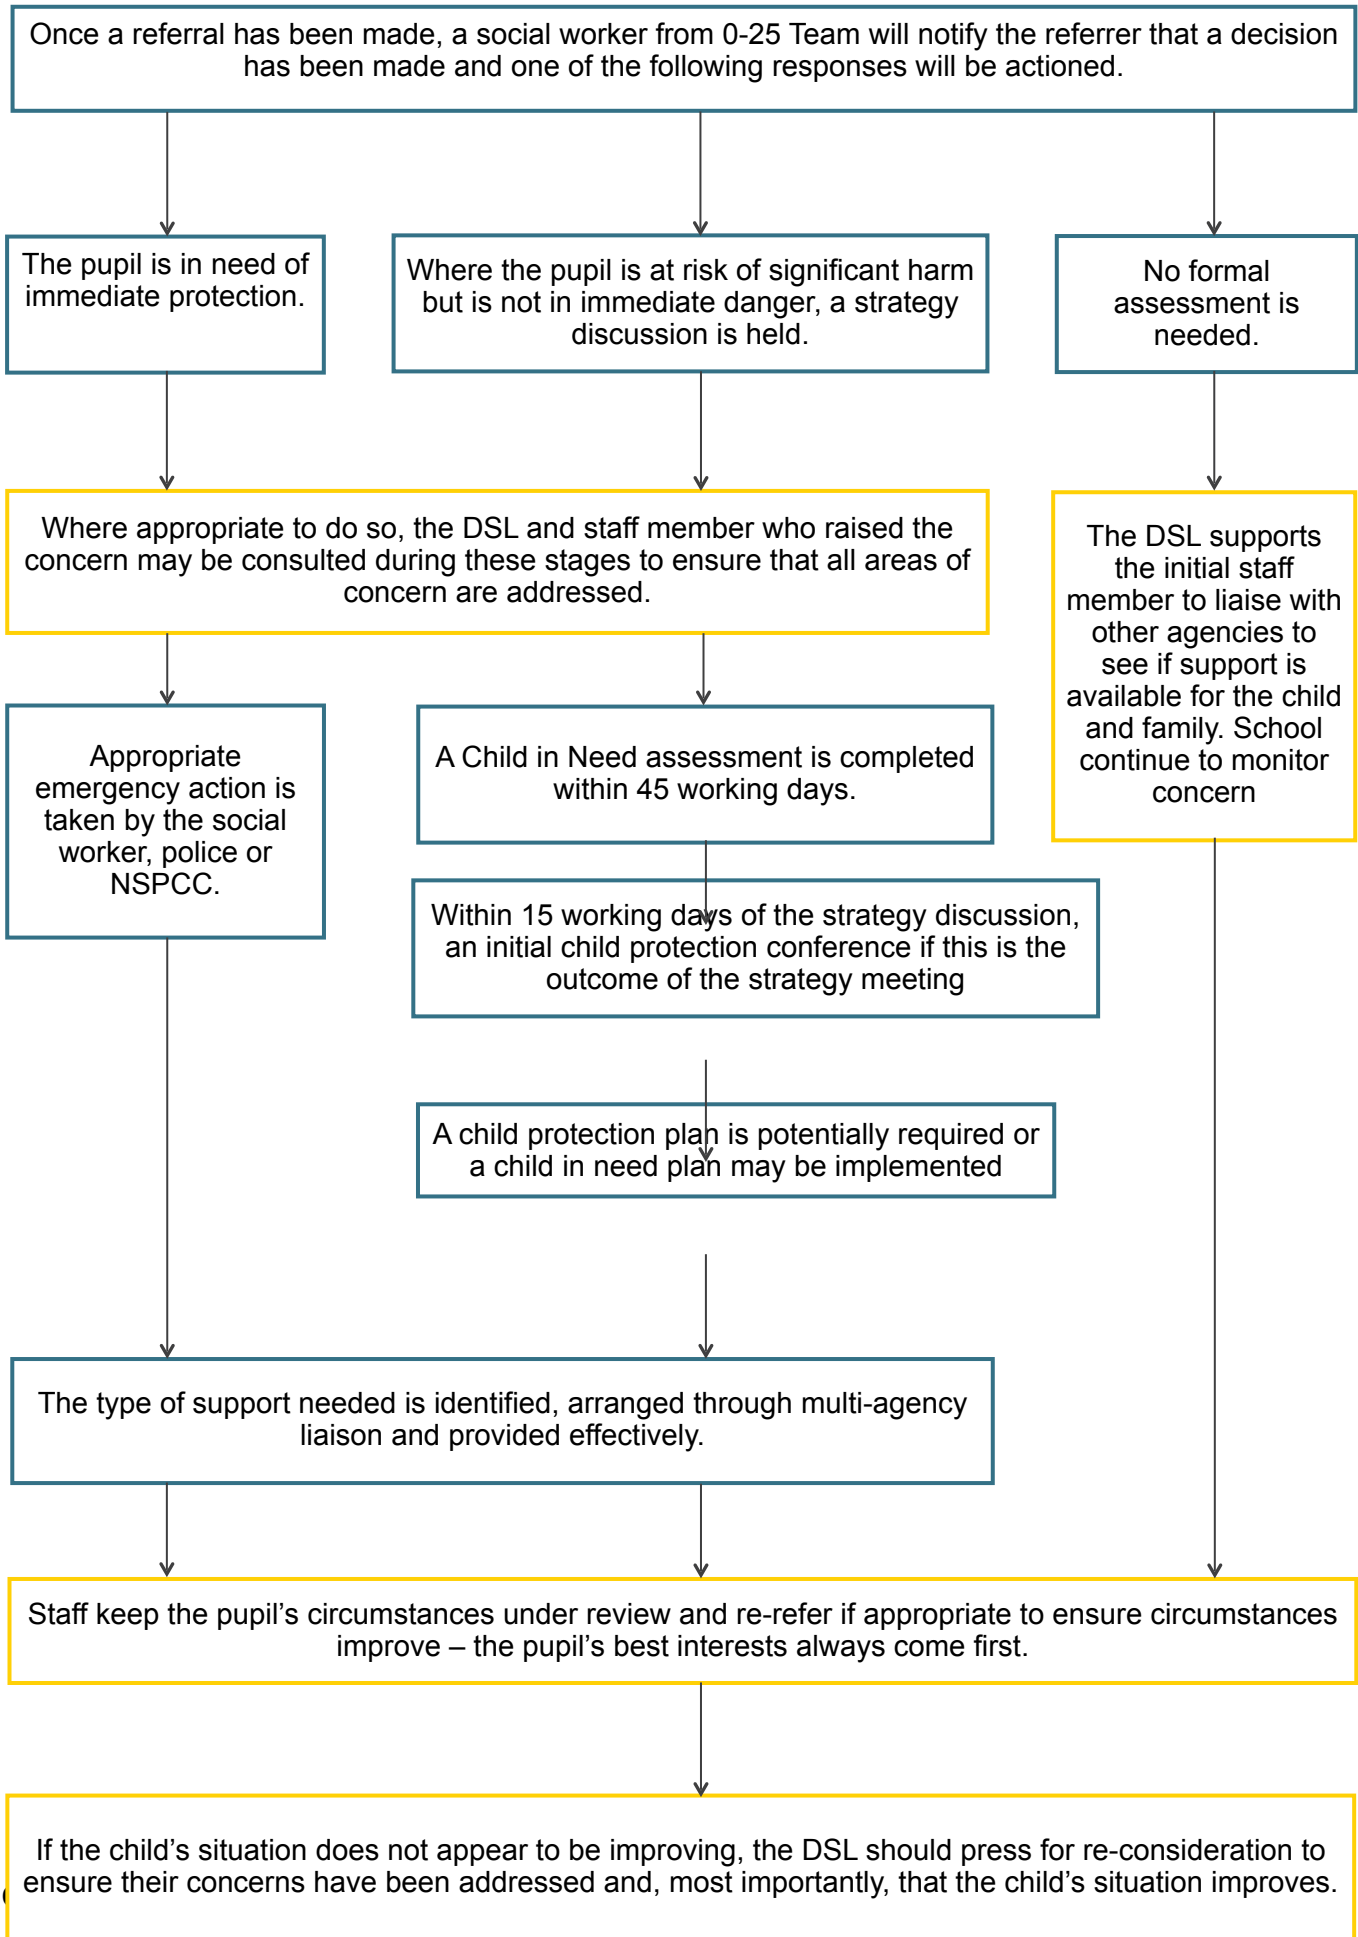 Once a referral has been made, a social worker from 0-25 Team will notify the referrer that a decision
has been made and one of the following responses will be actioned.
The pupil is in need of
immediate protection.
Where the pupil is at risk of significant harm
but is not in immediate danger, a strategy
discussion is held.
No formal
assessment is
needed.
Where appropriate to do so, the DSL and staff member who raised the
concern may be consulted during these stages to ensure that all areas of
concern are addressed.
The DSL supports
the initial staff
member to liaise with
other agencies to
see if support is
available for the child
and family. School
continue to monitor
concern
Appropriate
emergency action is
taken by the social
worker, police or
NSPCC.
A Child in Need assessment is completed
within 45 working days.
Within 15 working days of the strategy discussion,
an initial child protection conference if this is the
outcome of the strategy meeting
A child protection plan is potentially required or
a child in need plan may be implemented
The type of support needed is identified, arranged through multi-agency
liaison and provided effectively.
Staff keep the pupil’s circumstances under review and re-refer if appropriate to ensure circumstances
improve – the pupil’s best interests always come first.
If the child’s situation does not appear to be improving, the DSL should press for re-consideration to
ensure their concerns have been addressed and, most importantly, that the child’s situation improves.